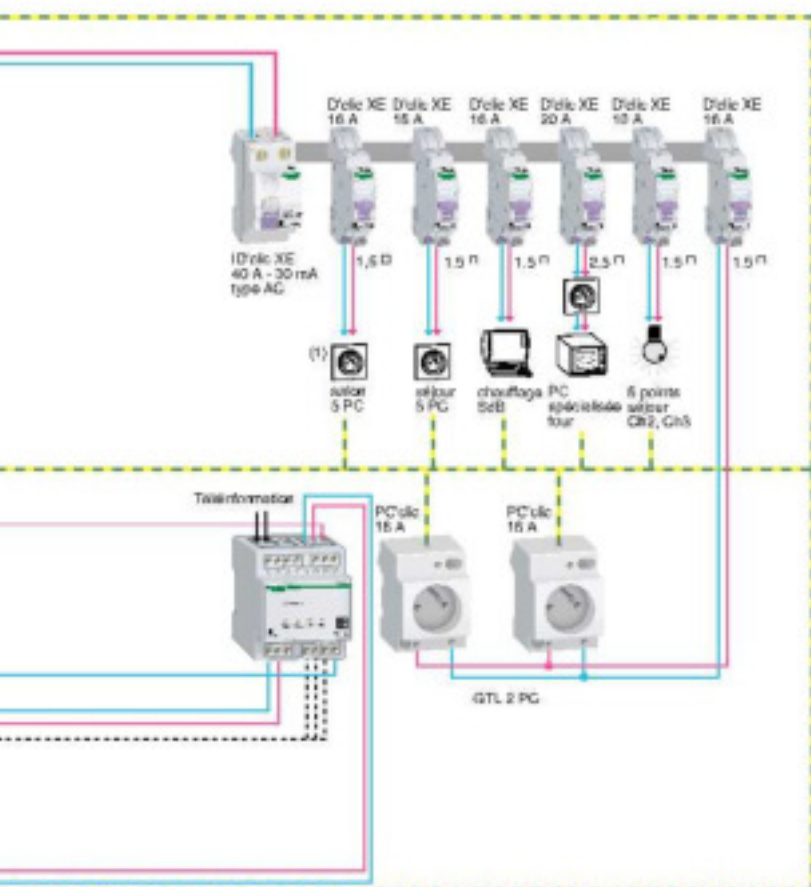 D'clic XE D'clic XE D'clic XE D'clic XE D'clic XE D'clic XE
16 A 16 A 16 A 20 A 10 A 16 A
ID'clic XE
40 A - 30 mA
type AC
1,5 1.5 1.5 2.5 1.5 1.5
(1)
salon
5 PC
séjour
5 PC
chauffage
SdB
PC
spécialisée
four
5 points
séjour
Ch2, Ch3
Téléinformation
PC'clic
16 A
PC'clic
16 A
GTL 2 PC